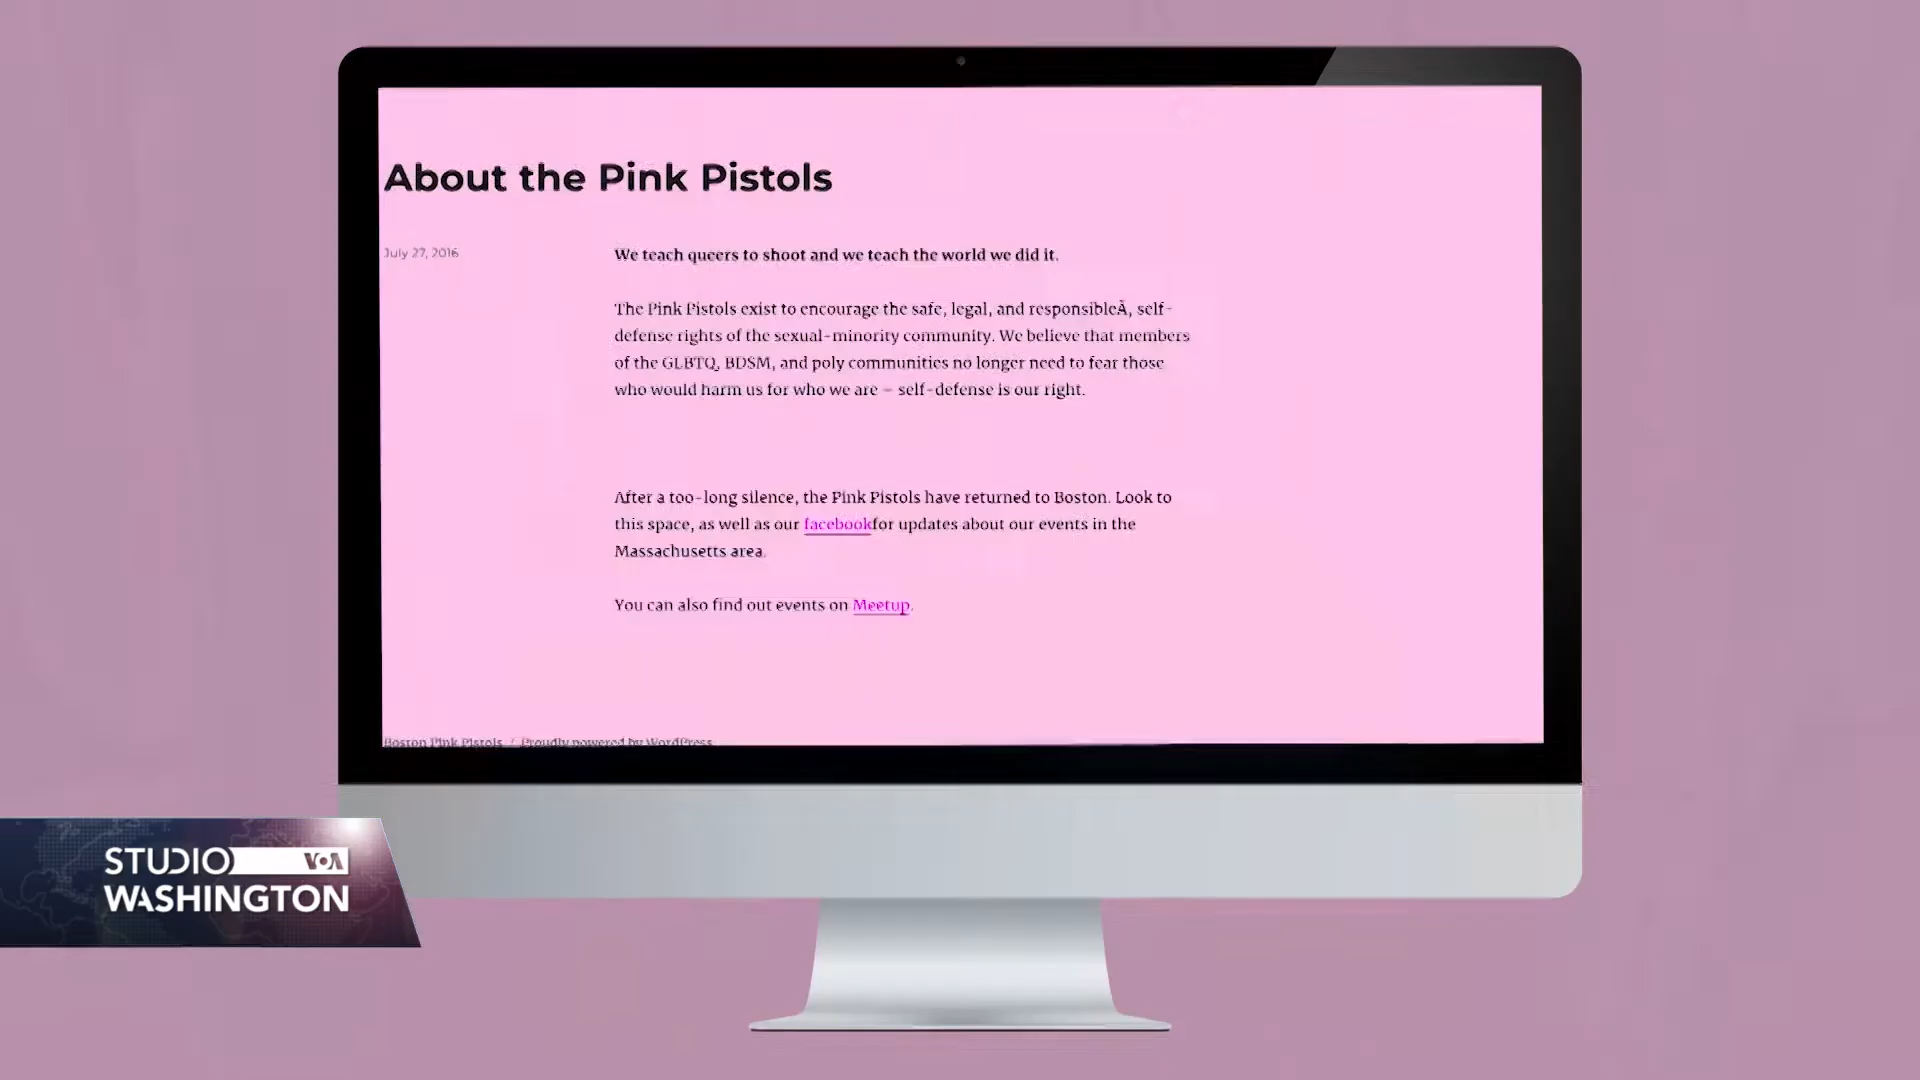 About the Pink Pistols
July 27, 2016
We teach queers to shoot and we teach the world we did it.
The Pink Pistols exist to encourage the safe, legal, and responsibleÂ, self-
defense rights of the sexual-minority community. We believe that members
of the GLBTQ, BDSM, and poly communities no longer need to fear those
who would harm us for who we are – self-defense is our right.
After a too-long silence, the Pink Pistols have returned to Boston. Look to
this space, as well as our facebookfor updates about our events in the
Massachusetts area.
You can also find out events on Meetup.
Boston Pink Pistols / Proudly powered by WordPress
STUDIO VOA
WASHINGTON